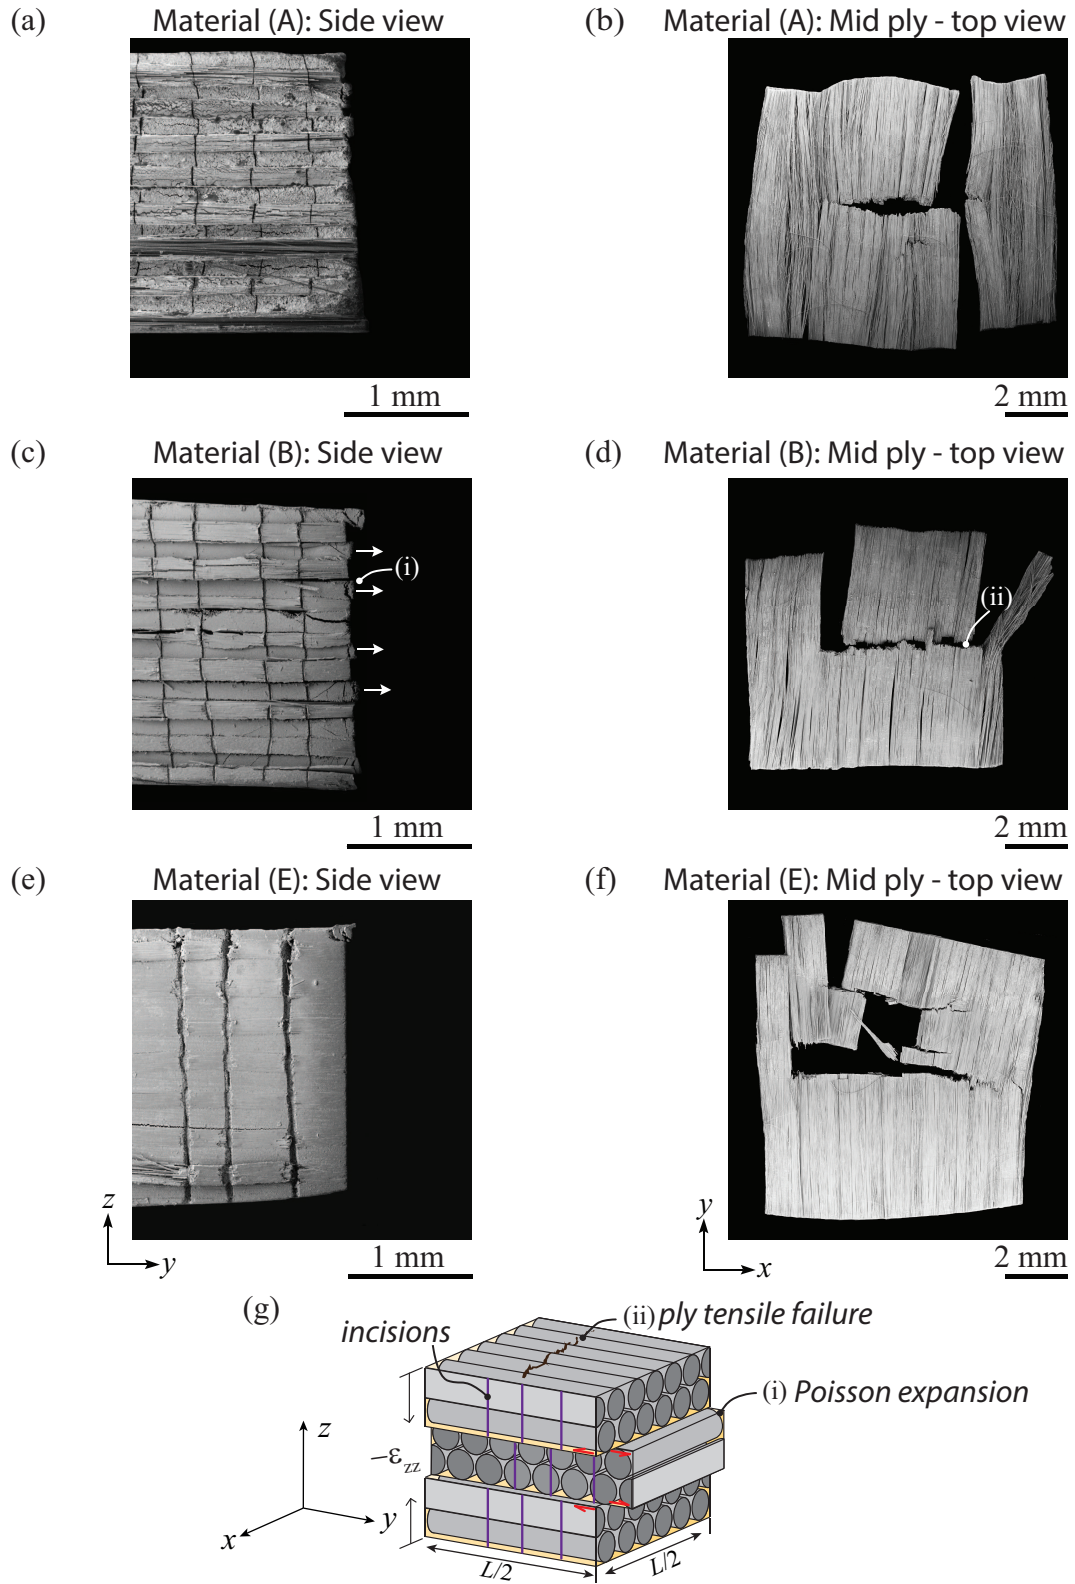 (a) Material (A): Side view
(b) Material (A): Mid ply - top view
1 mm
2 mm
(c) Material (B): Side view
(d) Material (B): Mid ply - top view
(i)
(ii)
1 mm
2 mm
(e) Material (E): Side view
(f) Material (E): Mid ply - top view
z
y
1 mm
y
x
2 mm
(g)
(ii) ply tensile failure
incisions
(i) Poisson expansion
z
−εzz
y
x
L/2
L/2